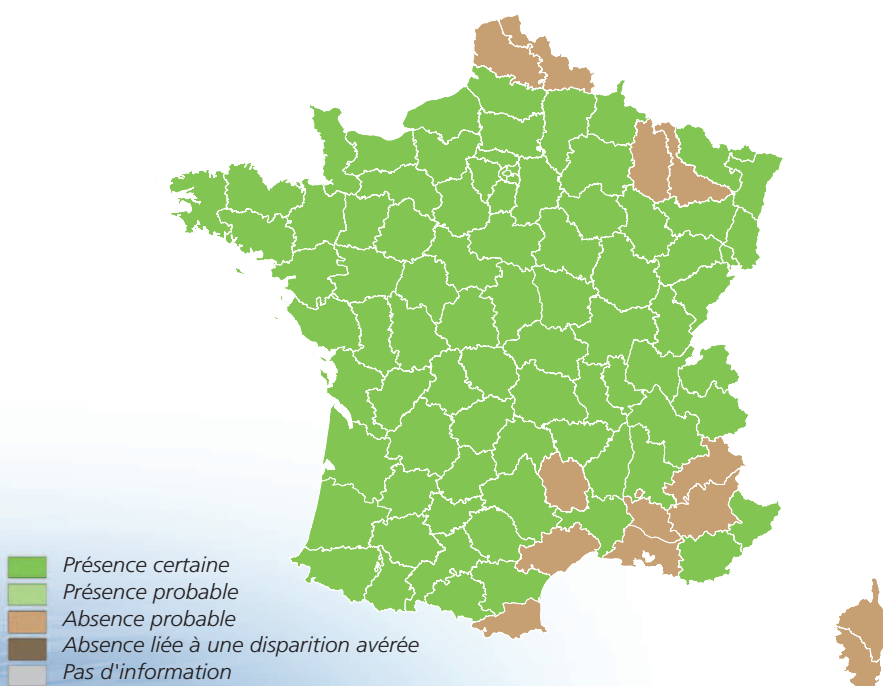 Présence certaine
Présence probable
Absence probable
Absence liée à une disparition avérée
Pas d'information